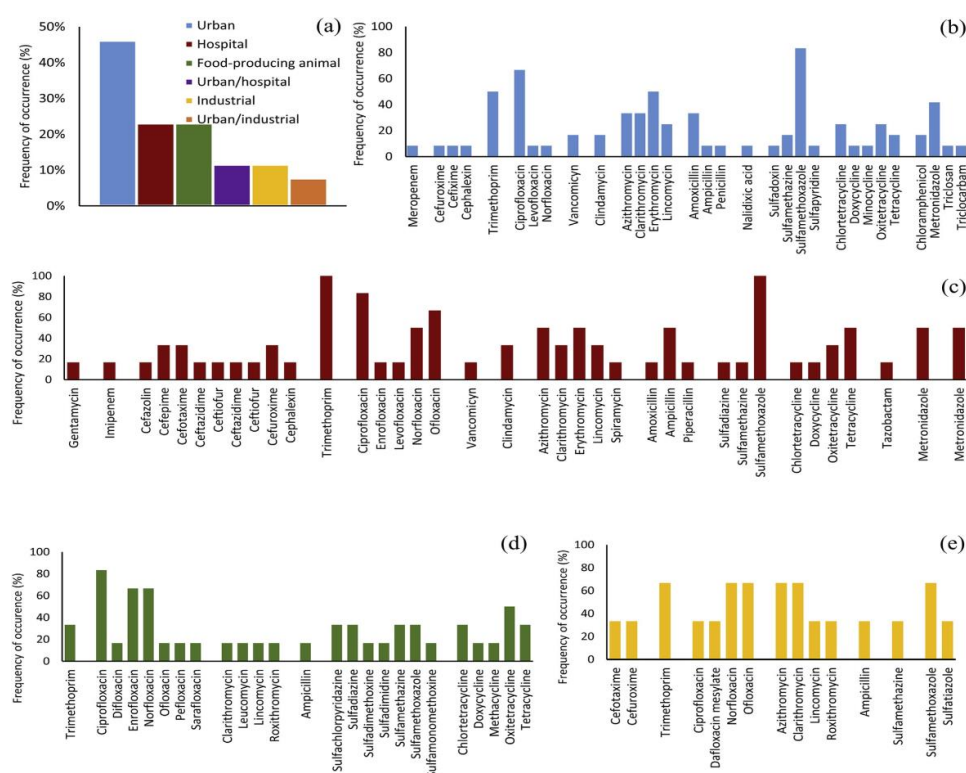 (a)
Frequency of occurrence (%)
50%
40%
30%
20%
10%
0%
Urban
Hospital
Food-producing animal
Urban/hospital
Industrial
Urban/industrial
(b)
Frequency of occurrence (%)
100
80
60
40
20
0
Meropenem
Cefuroxime
Cefixime
Cephalexin
Trimethoprim
Ciprofloxacin
Levofloxacin
Norfloxacin
Vancomicyn
Clindamycin
Azithromycin
Clarithromycin
Erythromycin
Lincomycin
Amoxicillin
Ampicillin
Penicillin
Nalidixic acid
Sulfadoxin
Sulfamethazine
Sulfamethoxazole
Sulfapyridine
Chlortetracycline
Doxycycline
Minocycline
Oxitetracycline
Tetracycline
Chloramphenicol
Metronidazole
Triclosan
Triclocarbam
(c)
Frequency of occurrence (%)
100
80
60
40
20
0
Gentamycin
Imipenem
Cefazolin
Cefepime
Cefotaxime
Ceftazidime
Ceftiofur
Ceftazidime
Ceftiofur
Cefuroxime
Cephalexin
Trimethoprim
Ciprofloxacin
Enrofloxacin
Levofloxacin
Norfloxacin
Ofloxacin
Vancomicyn
Clindamycin
Azithromycin
Clarithromycin
Erythromycin
Lincomycin
Spiramycin
Amoxicillin
Ampicillin
Piperacillin
Sulfadiazine
Sulfamethazine
Sulfamethoxazole
Chlortetracycline
Doxycycline
Oxitetracycline
Tetracycline
Tazobactam
Metronidazole
Metronidazole
(d)
Frequency of occurrence (%)
100
80
60
40
20
0
Trimethoprim
Ciprofloxacin
Difloxacin
Enrofloxacin
Norfloxacin
Ofloxacin
Pefloxacin
Sarafloxacin
Clarithromycin
Leucomycin
Lincomycin
Roxithromycin
Ampicillin
Sulfachlorpyridazine
Sulfadiazine
Sulfadimethoxine
Sulfadimidine
Sulfamethazine
Sulfamethoxazole
Sulfamonomethoxine
Chlortetracycline
Doxycycline
Methacycline
Oxitetracycline
Tetracycline
(e)
Frequency of occurrence (%)
100
80
60
40
20
0
Cefotaxime
Cefuroxime
Trimethoprim
Ciprofloxacin
Dafloxacin mesylate
Norfloxacin
Ofloxacin
Azithromycin
Clarithromycin
Lincomycin
Roxithromycin
Ampicillin
Sulfamethazine
Sulfamethoxazole
Sulfatiazole